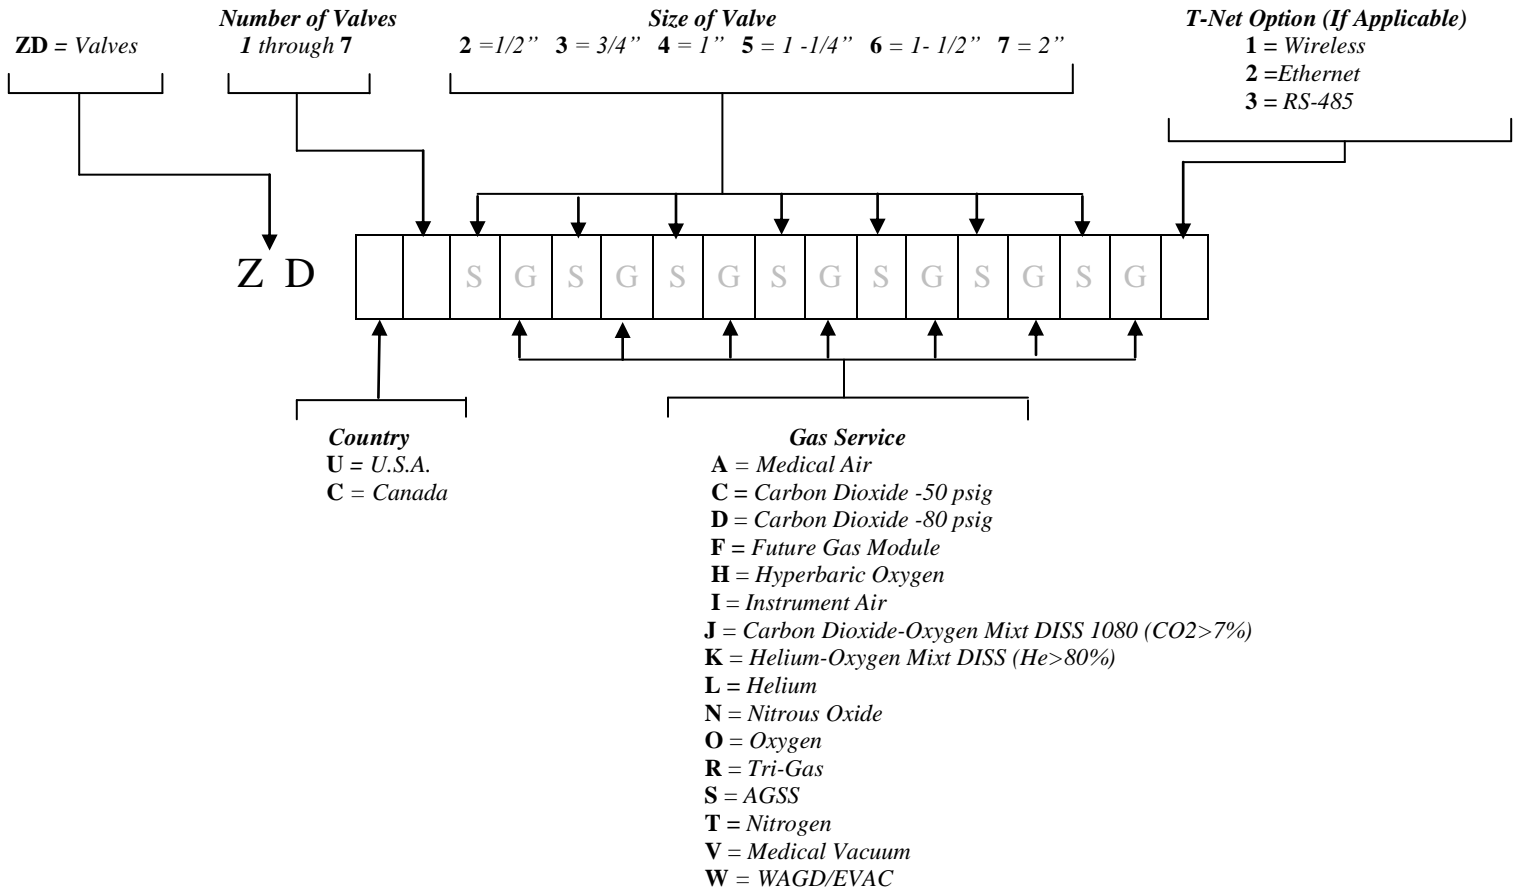 Number of Valves
Size of Valve
T-Net Option (If Applicable)
ZD = Valves
1 through 7
2 =1/2” 3 = 3/4” 4 = 1” 5 = 1 -1/4” 6 = 1- 1/2” 7 = 2”
1 = Wireless
2 =Ethernet
3 = RS-485
Z D
S G S G S G S G S G S G S G
Country
U = U.S.A.
C = Canada
Gas Service
A = Medical Air
C = Carbon Dioxide -50 psig
D = Carbon Dioxide -80 psig
F = Future Gas Module
H = Hyperbaric Oxygen
I = Instrument Air
J = Carbon Dioxide-Oxygen Mixt DISS 1080 (CO2>7%)
K = Helium-Oxygen Mixt DISS (He>80%)
L = Helium
N = Nitrous Oxide
O = Oxygen
R = Tri-Gas
S = AGSS
T = Nitrogen
V = Medical Vacuum
W = WAGD/EVAC